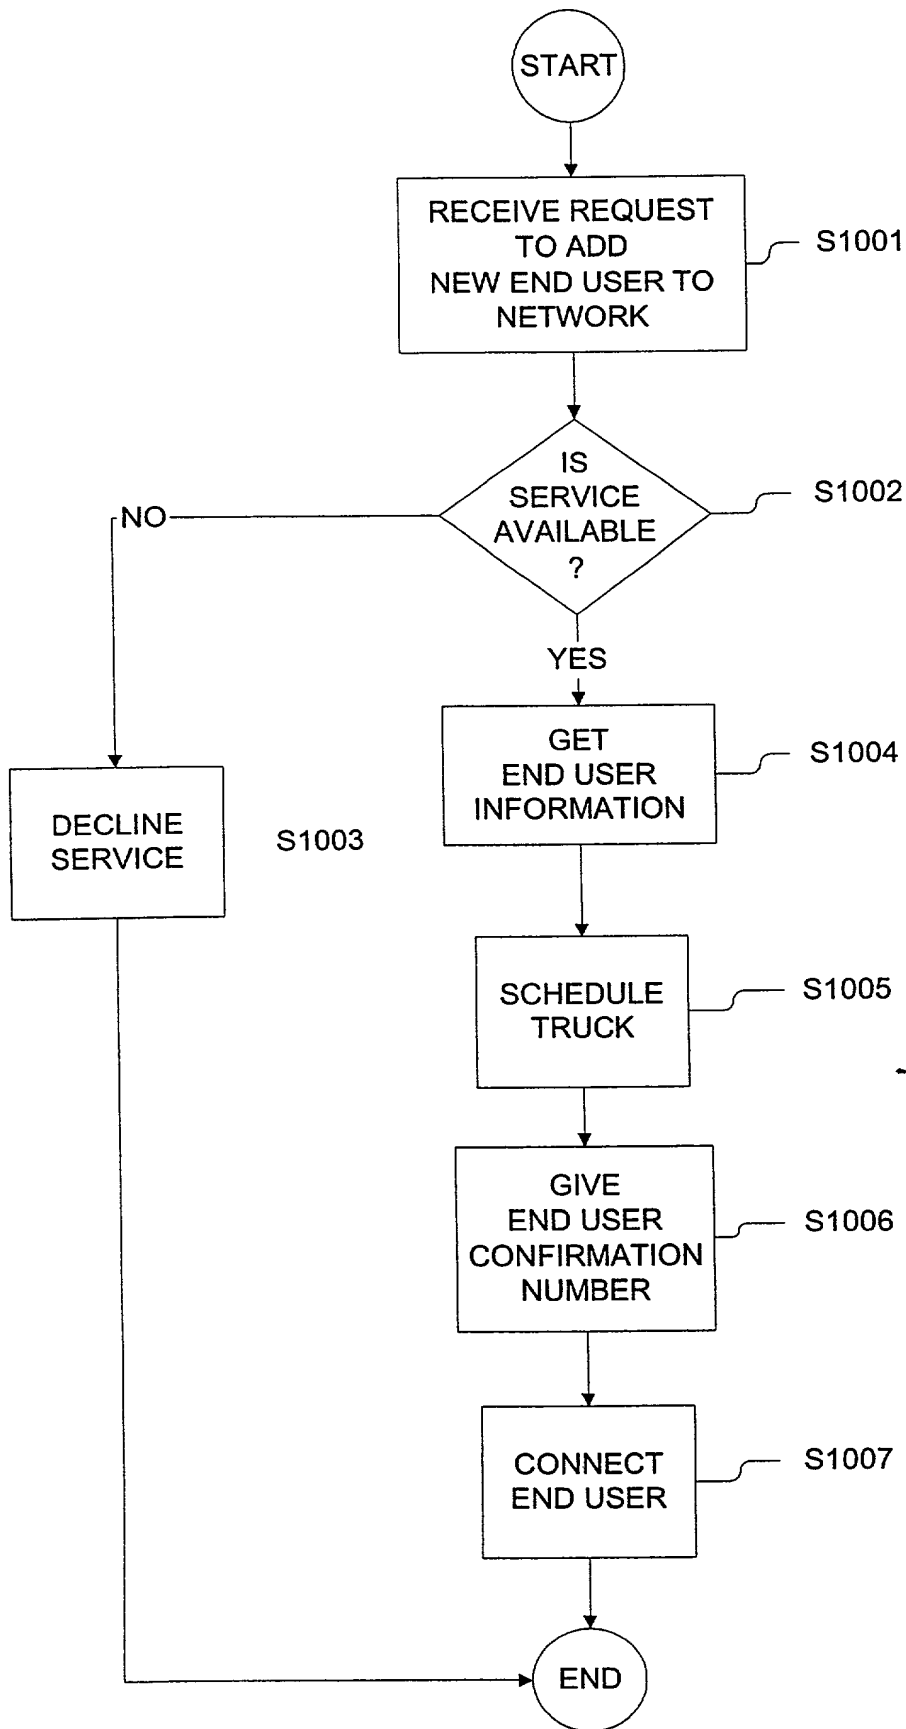 START
RECEIVE REQUEST
TO ADD
NEW END USER TO
NETWORK
S1001
IS
SERVICE
AVAILABLE
?
S1002
NO
YES
GET
END USER
INFORMATION
S1004
DECLINE
SERVICE
S1003
SCHEDULE
TRUCK
S1005
GIVE
END USER
CONFIRMATION
NUMBER
S1006
CONNECT
END USER
S1007
END